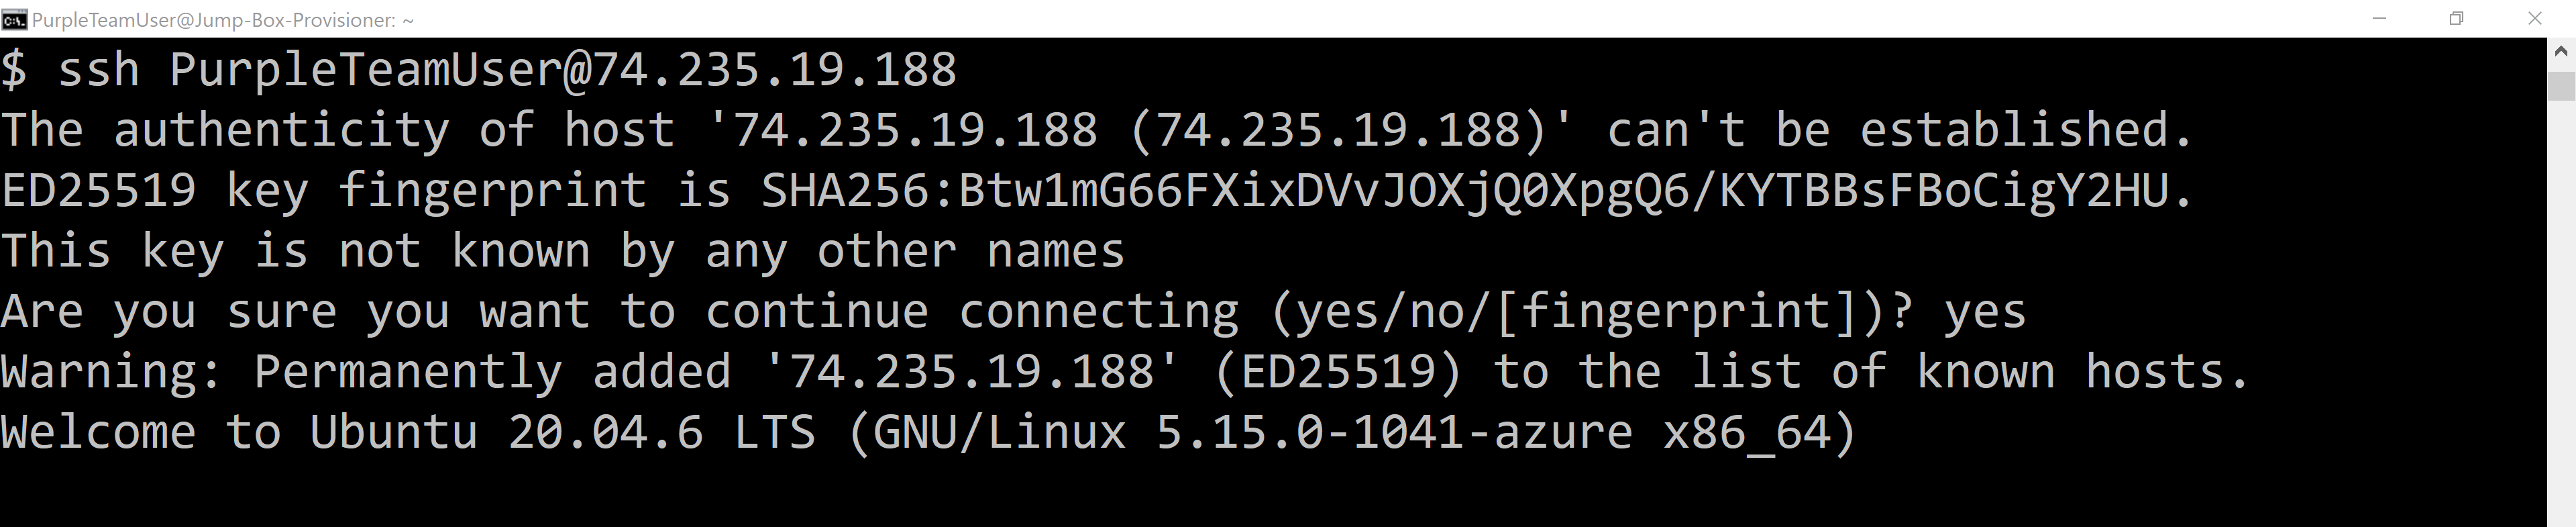 PurpleTeamUser@Jump-Box-Provisioner: ~
$ ssh PurpleTeamUser@74.235.19.188
The authenticity of host '74.235.19.188 (74.235.19.188)' can't be established.
ED25519 key fingerprint is SHA256:Btw1mG66FXixDVvJOXjQ0XpgQ6/KYTBBsFBoCigY2HU.
This key is not known by any other names
Are you sure you want to continue connecting (yes/no/[fingerprint])? yes
Warning: Permanently added '74.235.19.188' (ED25519) to the list of known hosts.
Welcome to Ubuntu 20.04.6 LTS (GNU/Linux 5.15.0-1041-azure x86_64)